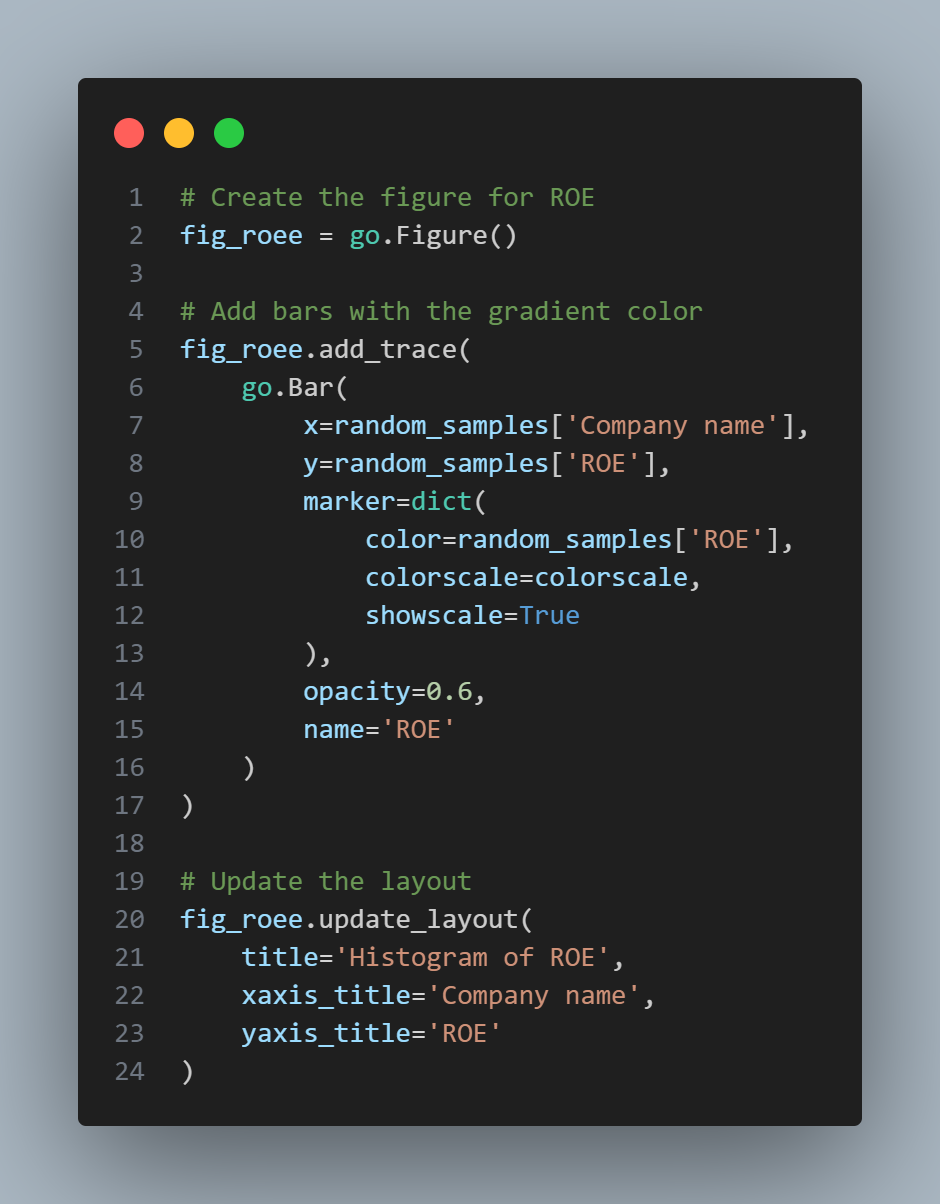 1 # Create the figure for ROE
2 fig_roee = go.Figure()
3
4 # Add bars with the gradient color
5 fig_roee.add_trace(
6     go.Bar(
7         x=random_samples['Company name'],
8         y=random_samples['ROE'],
9         marker=dict(
10             color=random_samples['ROE'],
11             colorscale=colorscale,
12             showscale=True
13         ),
14         opacity=0.6,
15         name='ROE'
16     )
17 )
18
19 # Update the layout
20 fig_roee.update_layout(
21     title='Histogram of ROE',
22     xaxis_title='Company name',
23     yaxis_title='ROE'
24 )